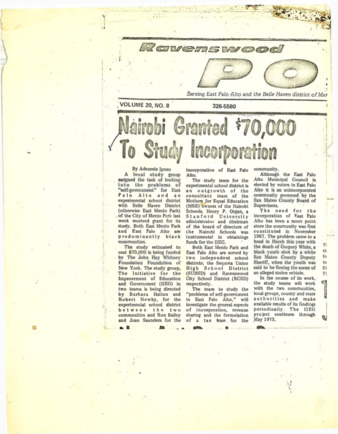 Ravenswood
PO
Serving East Palo Alto and the Belle Haven district of Men
VOLUME 20, NO. 8 326-5580
Nairobi Granted $70,000
To Study Incorporation
By Adwunda Ipono
A local study group
assigned the task of looking
into the problems of
"self-government" for East
Palo Alto and an
experimental school district
with Belle Haven District
(otherwise East Menlo Park)
of the City of Menlo Park last
week received grant for its
study. Both East Menlo Park
and East Palo Alto are
predominantly black
communities.
The study estimated to
cost $70,000 is being funded
by The John Hay Whitney
Foundation of
New York. The study group,
The Initiative for the
Improvement of Education
and Government (IIEG) in
two teams is being directed
by Barbara Hatton and
Robert Newby, for the
experimental school district
between the two
communities and Ron Bailey
and Joan Saunders for the
incorporation of East Palo
Alto.
The study team for the
experimental school district is
an outgrowth of the
consortium team of the
Mothers for Equal Education
(MEE) owners of the Nairobi
Schools. Henry P. Organ, a
Stanford University
administrator and chairman
of the board of directors of
the Nairobi Schools was
instrumental in obtaining
funds for the IIEG.
Both East Menlo Park and
East Palo Alto are served by
two independent school
districts, the Sequoia Union
High School District
(SUHSD) and Ravenswood
City School District (RCSD)
respectively.
The team to study the
"problems of self-government
in East Palo Alto," will
investigate the general aspects
of incorporation, revenue
sharing and the formulation
of a tax base for the
community.
Although the East Palo
Alto Municipal Council is
elected by voters in East Palo
Alto it is an unincorporated
community governed by the
San Mateo County Board of
Supervisors.
The need for the
incorporation of East Palo
Alto has been a moot point
since the community was first
constituted in November
1967. The problem came to a
head in March this year with
the death of Gregory White, a
black youth shot by a white
San Mateo County Deputy
Sheriff, when the youth was
said to be fleeing the scene of
an alleged stolen vehicle.
In the course of its work,
the study teams will work
with the two communities,
local groups, county and state
authorities and make
available results of its findings
periodically. The IIEG
project continues through
May 1973.